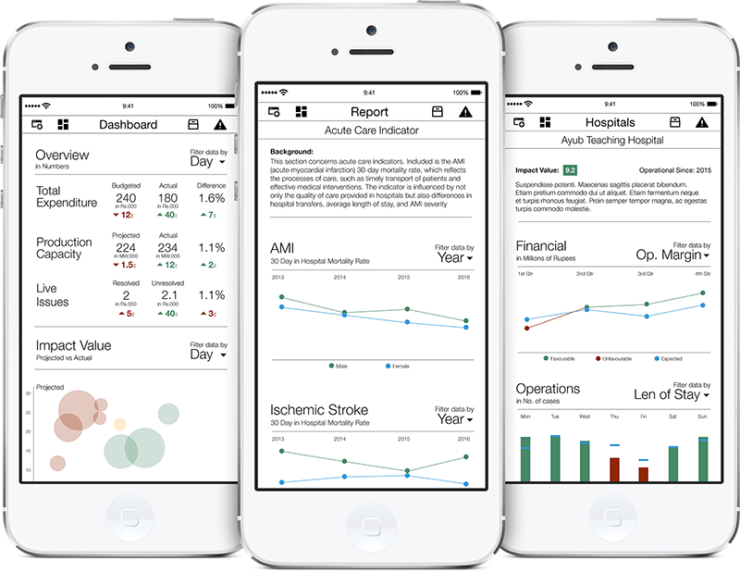 9:41
100%
Dashboard
Overview
in Numbers
Filter data by
Day
Budgeted
Actual
Difference
Total
Expenditure
240
180
1.6%
in Rs.000
in Rs.000
12%
40%
7%
Projected
Actual
Production
Capacity
224
234
1.1%
in MW.000
in MW.000
1.5%
12%
2%
Resolved
Unresolved
Live
Issues
2
2.1
1.1%
in Rs.000
in Rs.000
5%
40%
3%
Impact Value
Projected vs Actual
Filter data by
Day
Projected
30
25
20
15
10
9:41
100%
Report
Acute Care Indicator
Background:
This section concerns acute care indicators. Included is the AMI
(acute myocardial infarction) 30-day mortality rate, which reflects
the processes of care, such as timely transport of patients and
effective medical interventions. The indicator is influenced by not
only the quality of care provided in hospitals but also differences in
hospital transfers, average length of stay, and AMI severity
AMI
30 Day in Hospital Mortality Rate
Filter data by
Year
2013
2014
2015
2016
Male
Female
Ischemic Stroke
30 Day in Hospital Mortality Rate
Filter data by
Year
2013
2014
2015
2016
9:41
100%
Hospitals
Ayub Teaching Hospital
Impact Value: 9.2
Operational Since: 2015
Suspendisse potenti. Maecenas sagittis placerat bibendum.
Etiam pretium commodo dui ut aliquet. Etiam fermentum neque
et turpis rhoncus feugiat. Proin semper tempor magna, ac egestas
turpis commodo molestie.
Financial
in Millions of Rupees
Filter data by
Op. Margin
1st Qtr
2nd Qtr
3rd Qtr
4th Qtr
Favourable
Unfavourable
Expected
Operations
in No. of cases
Filter data by
Len of Stay
Mon
Tue
Wed
Thu
Fri
Sat
Sun